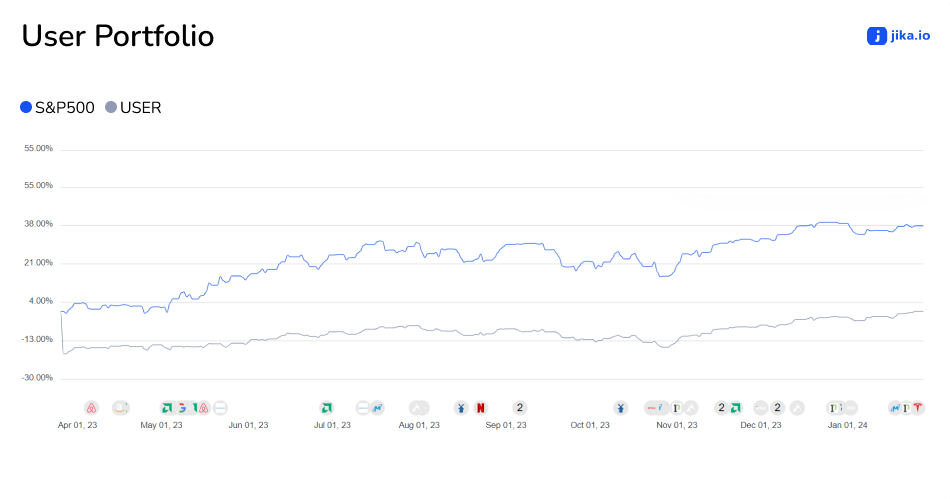 User Portfolio
jika.io
S&P500 USER
55.00%
55.00%
38.00%
21.00%
4.00%
-13.00%
-30.00%
2 2 2
Apr 01, 23 May 01, 23 Jun 01, 23 Jul 01, 23 Aug 01, 23 Sep 01, 23 Oct 01, 23 Nov 01, 23 Dec 01, 23 Jan 01, 24